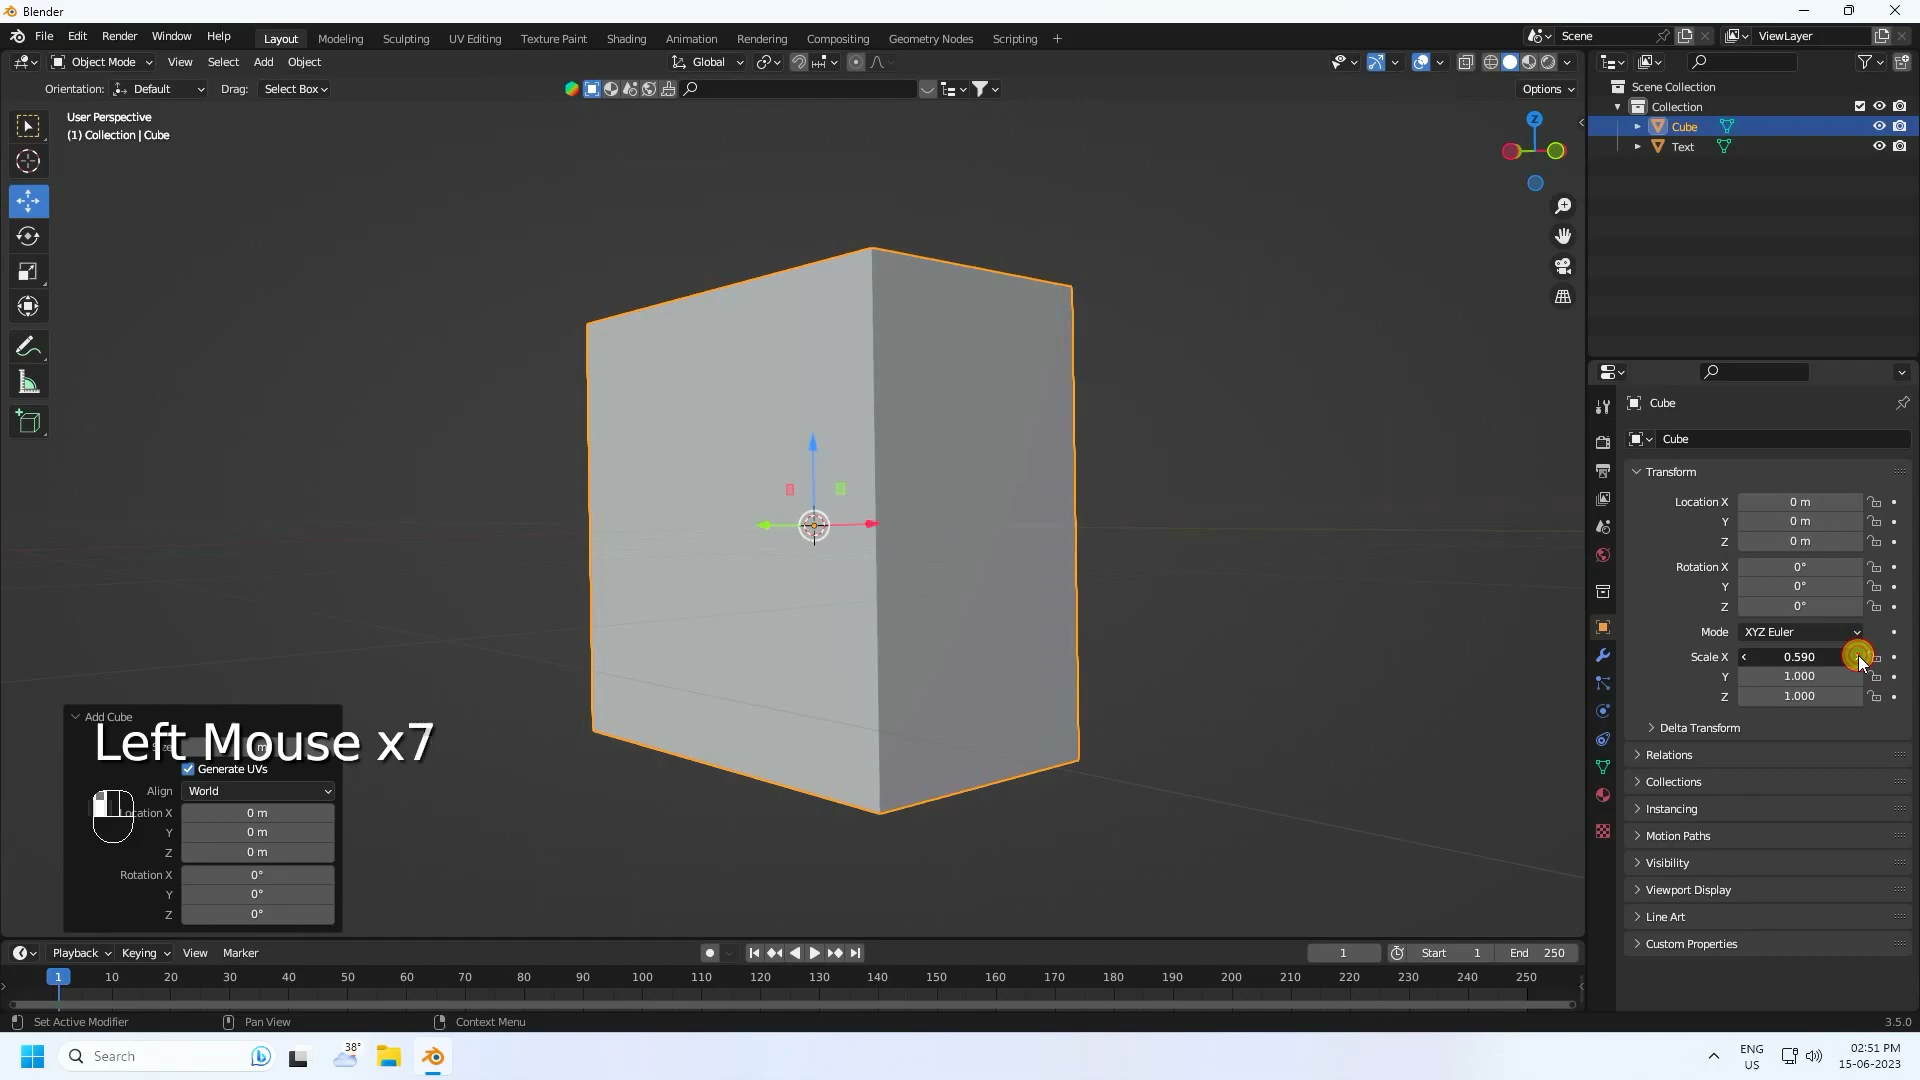 Blender
File Edit Render Window Help
Layout Modeling Sculpting UV Editing Texture Paint Shading Animation Rendering Compositing Geometry Nodes Scripting +
Scene
ViewLayer
Object Mode View Select Add Object
Global
Orientation: Default Drag: Select Box
Options
User Perspective
(1) Collection | Cube
Z
Scene Collection
Collection
Cube
Text
Cube
Cube
Transform
Location X 0 m
Y 0 m
Z 0 m
Rotation X 0°
Y 0°
Z 0°
Mode XYZ Euler
Scale X 0.590
Y 1.000
Z 1.000
Delta Transform
Relations
Collections
Instancing
Motion Paths
Visibility
Viewport Display
Line Art
Custom Properties
Add Cube
Left Mouse x7
Generate UVs
Align World
Location X 0 m
Y 0 m
Z 0 m
Rotation X 0°
Y 0°
Z 0°
Playback Keying View Marker
1 Start 1 End 250
1 10 20 30 40 50 60 70 80 90 100 110 120 130 140 150 160 170 180 190 200 210 220 230 240 250
Set Active Modifier Pan View Context Menu
3.5.0
Search
38°
ENG
US
02:51 PM
15-06-2023